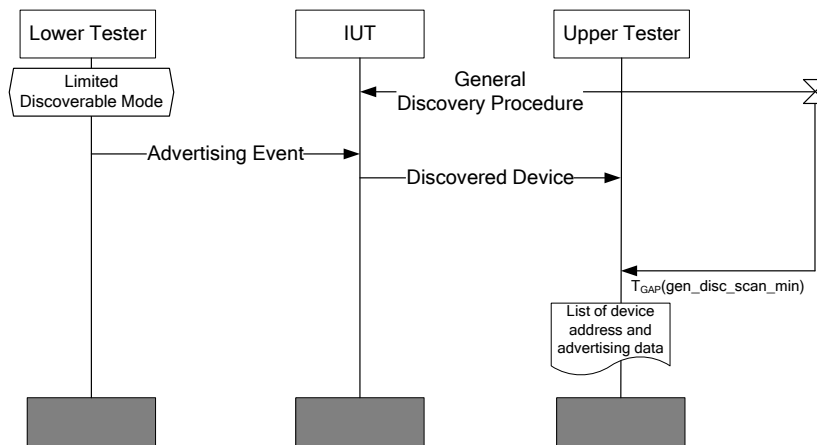 Lower Tester
IUT
Upper Tester
Limited
Discoverable Mode
General
Discovery Procedure
Advertising Event
Discovered Device
TGAP(gen_disc_scan_min)
List of device
address and
advertising data